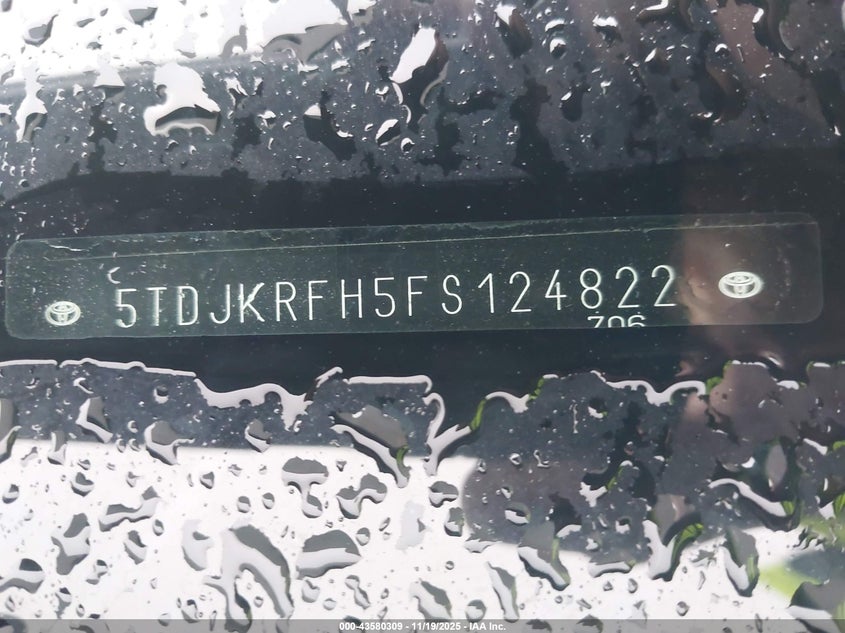 5TDJKRFH5FS124822
Z06
000-43580309 - 11/19/2025 - IAA Inc.